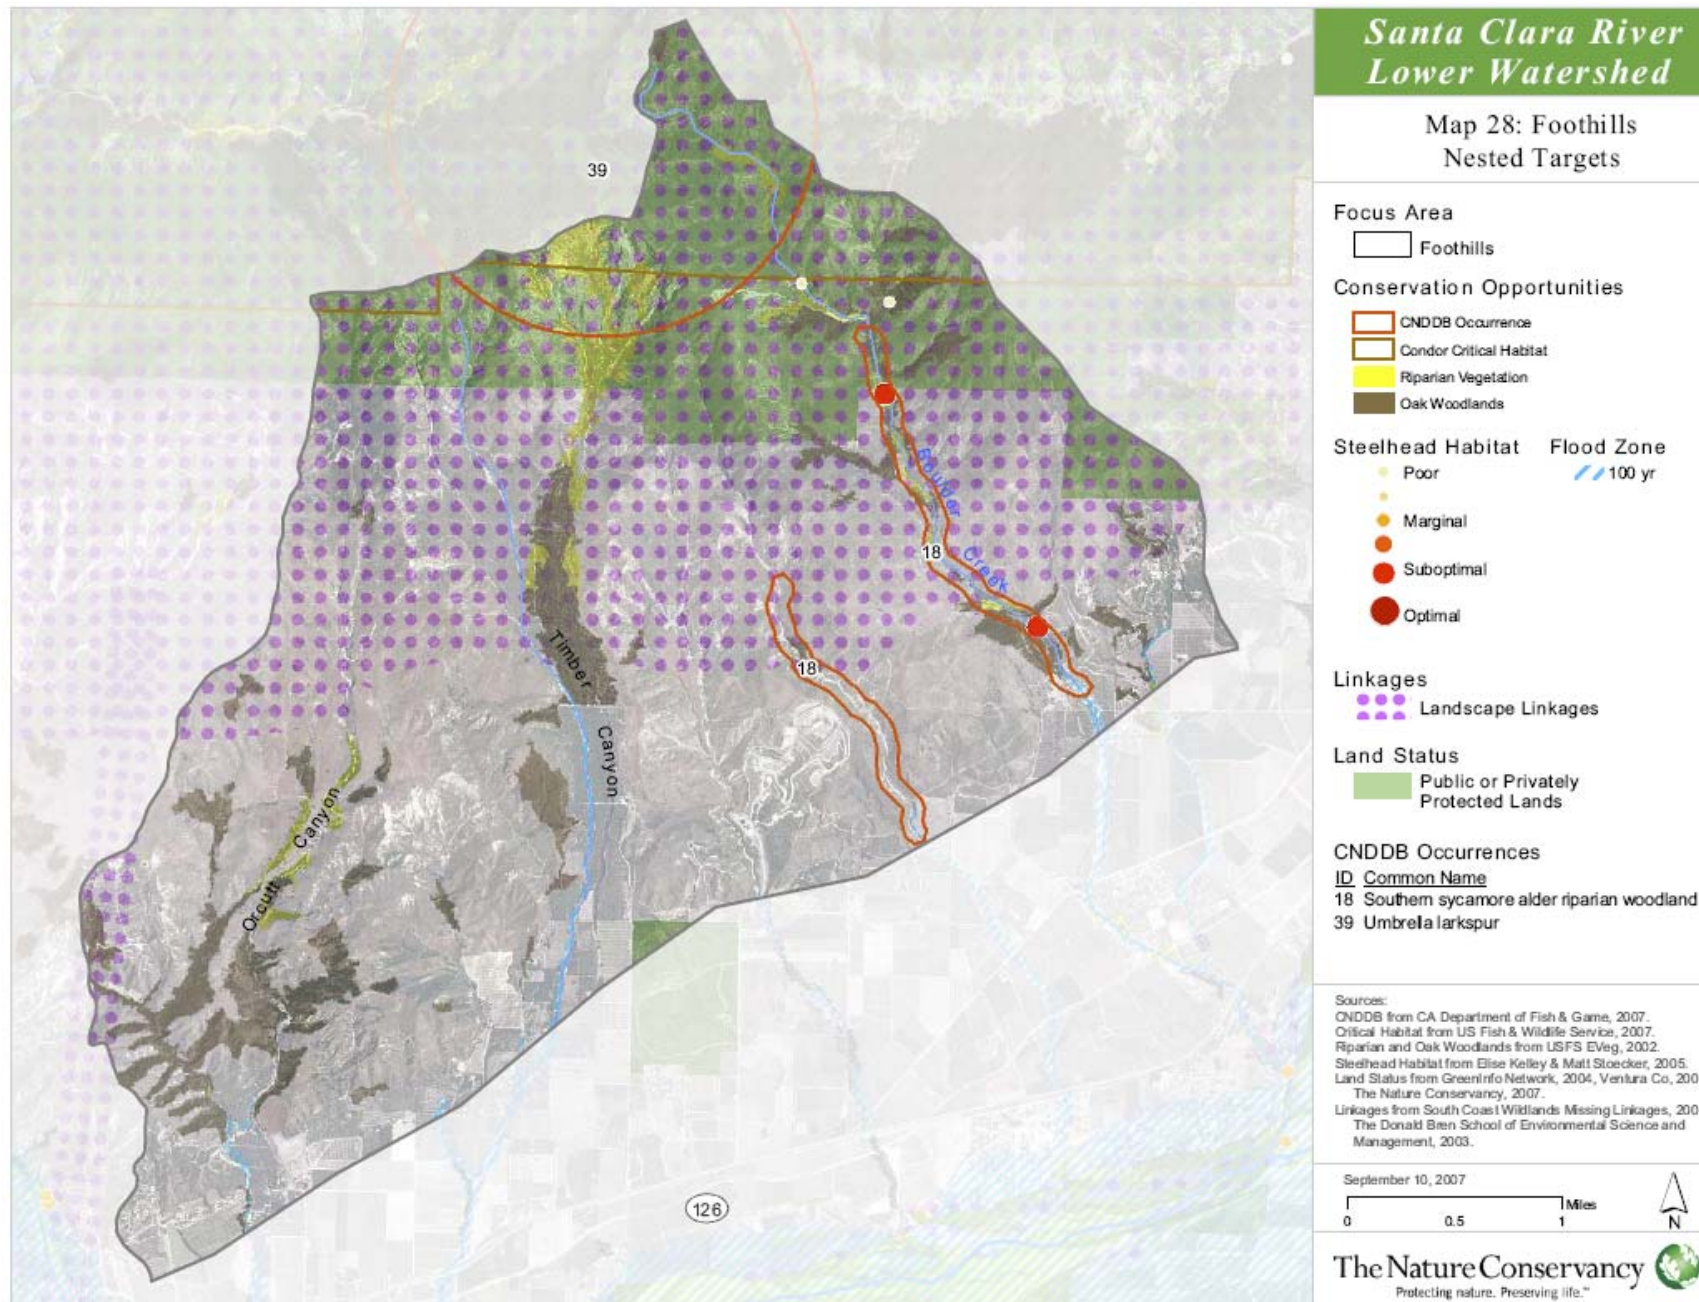 Santa Clara River
Lower Watershed
Map 28: Foothills
Nested Targets
Focus Area
Foothills
Conservation Opportunities
CNDDB Occurrence
Condor Critical Habitat
Riparian Vegetation
Oak Woodlands
Steelhead Habitat Flood Zone
Poor 100 yr
Marginal
Suboptimal
Optimal
Linkages
Landscape Linkages
Land Status
Public or Privately
Protected Lands
CNDDB Occurrences
ID Common Name
18 Southern sycamore alder riparian woodland
39 Umbrella larkspur
Sources:
CNDDB from CA Department of Fish & Game, 2007.
Critical Habitat from US Fish & Wildlife Service, 2007.
Riparian and Oak Woodlands from USFS EVeg, 2002.
Steelhead Habitat from Elise Kelley & Matt Stoecker, 2005.
Land Status from GreenInfo Network, 2004, Ventura Co, 200
The Nature Conservancy, 2007.
Linkages from South Coast Wildlands Missing Linkages, 200
The Donald Bren School of Environmental Science and
Management, 2003.
September 10, 2007
Miles
0 0.5 1
N
The Nature Conservancy
Protecting nature. Preserving life.™
39
Boulder
Creek
18
18
Timber
Canyon
Orcutt
Canyon
126